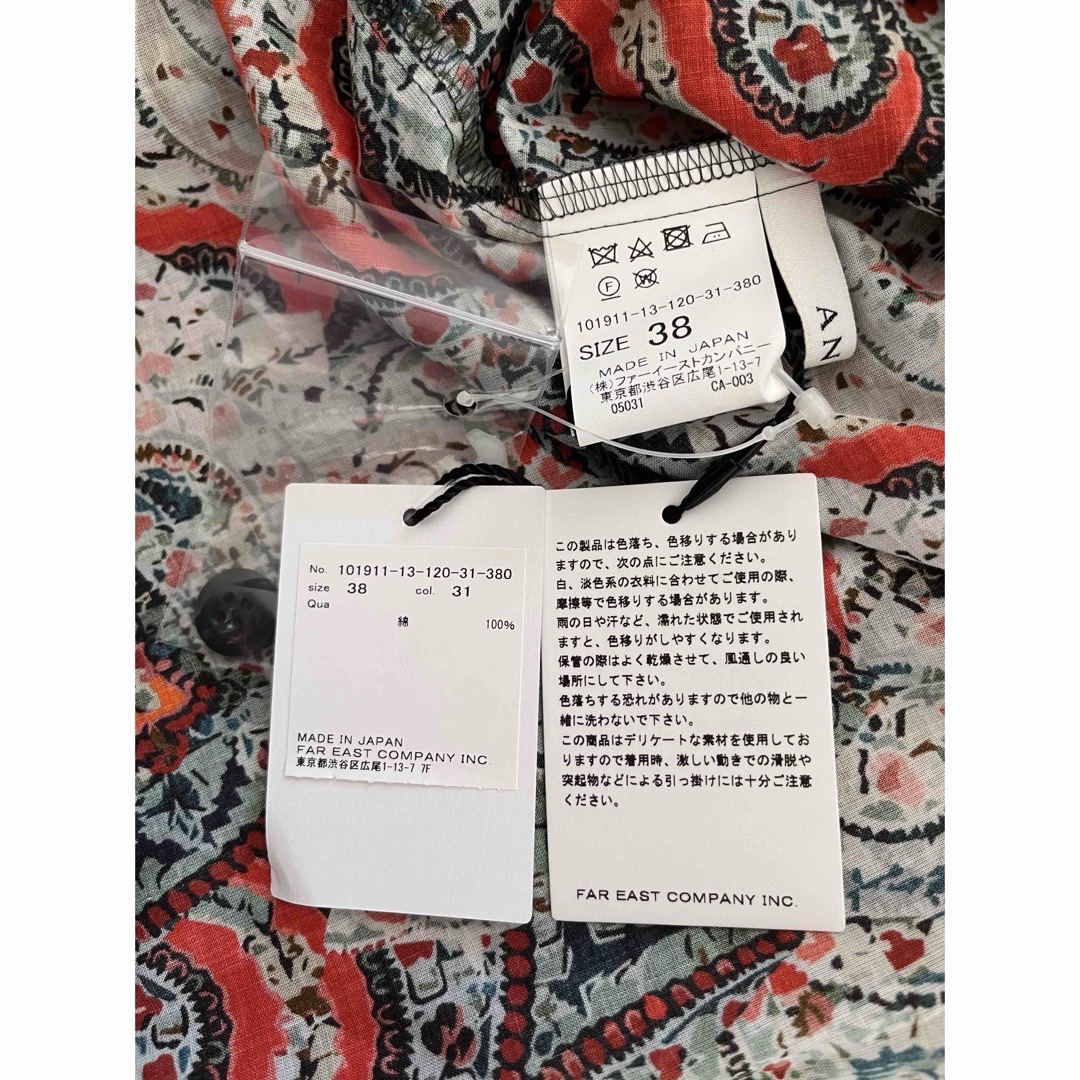 101911-13-120-31-380
SIZE 38
MADE IN JAPAN
(株)ファーイーストカンパニー
東京都渋谷区広尾1-13-7
05031 CA-003
AN
No. 101911-13-120-31-380
size 38 col. 31
Qua
綿 100%
MADE IN JAPAN
FAR EAST COMPANY INC.
東京都渋谷区広尾1-13-7 7F
この製品は色落ち、色移りする場合があり
ますので、次の点にご注意ください。
白、淡色系の衣料に合わせてご使用の際、
摩擦等で色移りする場合があります。
雨の日や汗など、濡れた状態でご使用され
ますと、色移りがしやすくなります。
保管の際はよく乾燥させて、風通しの良い
場所にして下さい。
色落ちする恐れがありますので他の物と一
緒に洗わないで下さい。
この商品はデリケートな素材を使用してお
りますので着用時、激しい動きでの滑脱や
突起物などによる引っ掛けには十分ご注意
ください。
FAR EAST COMPANY INC.